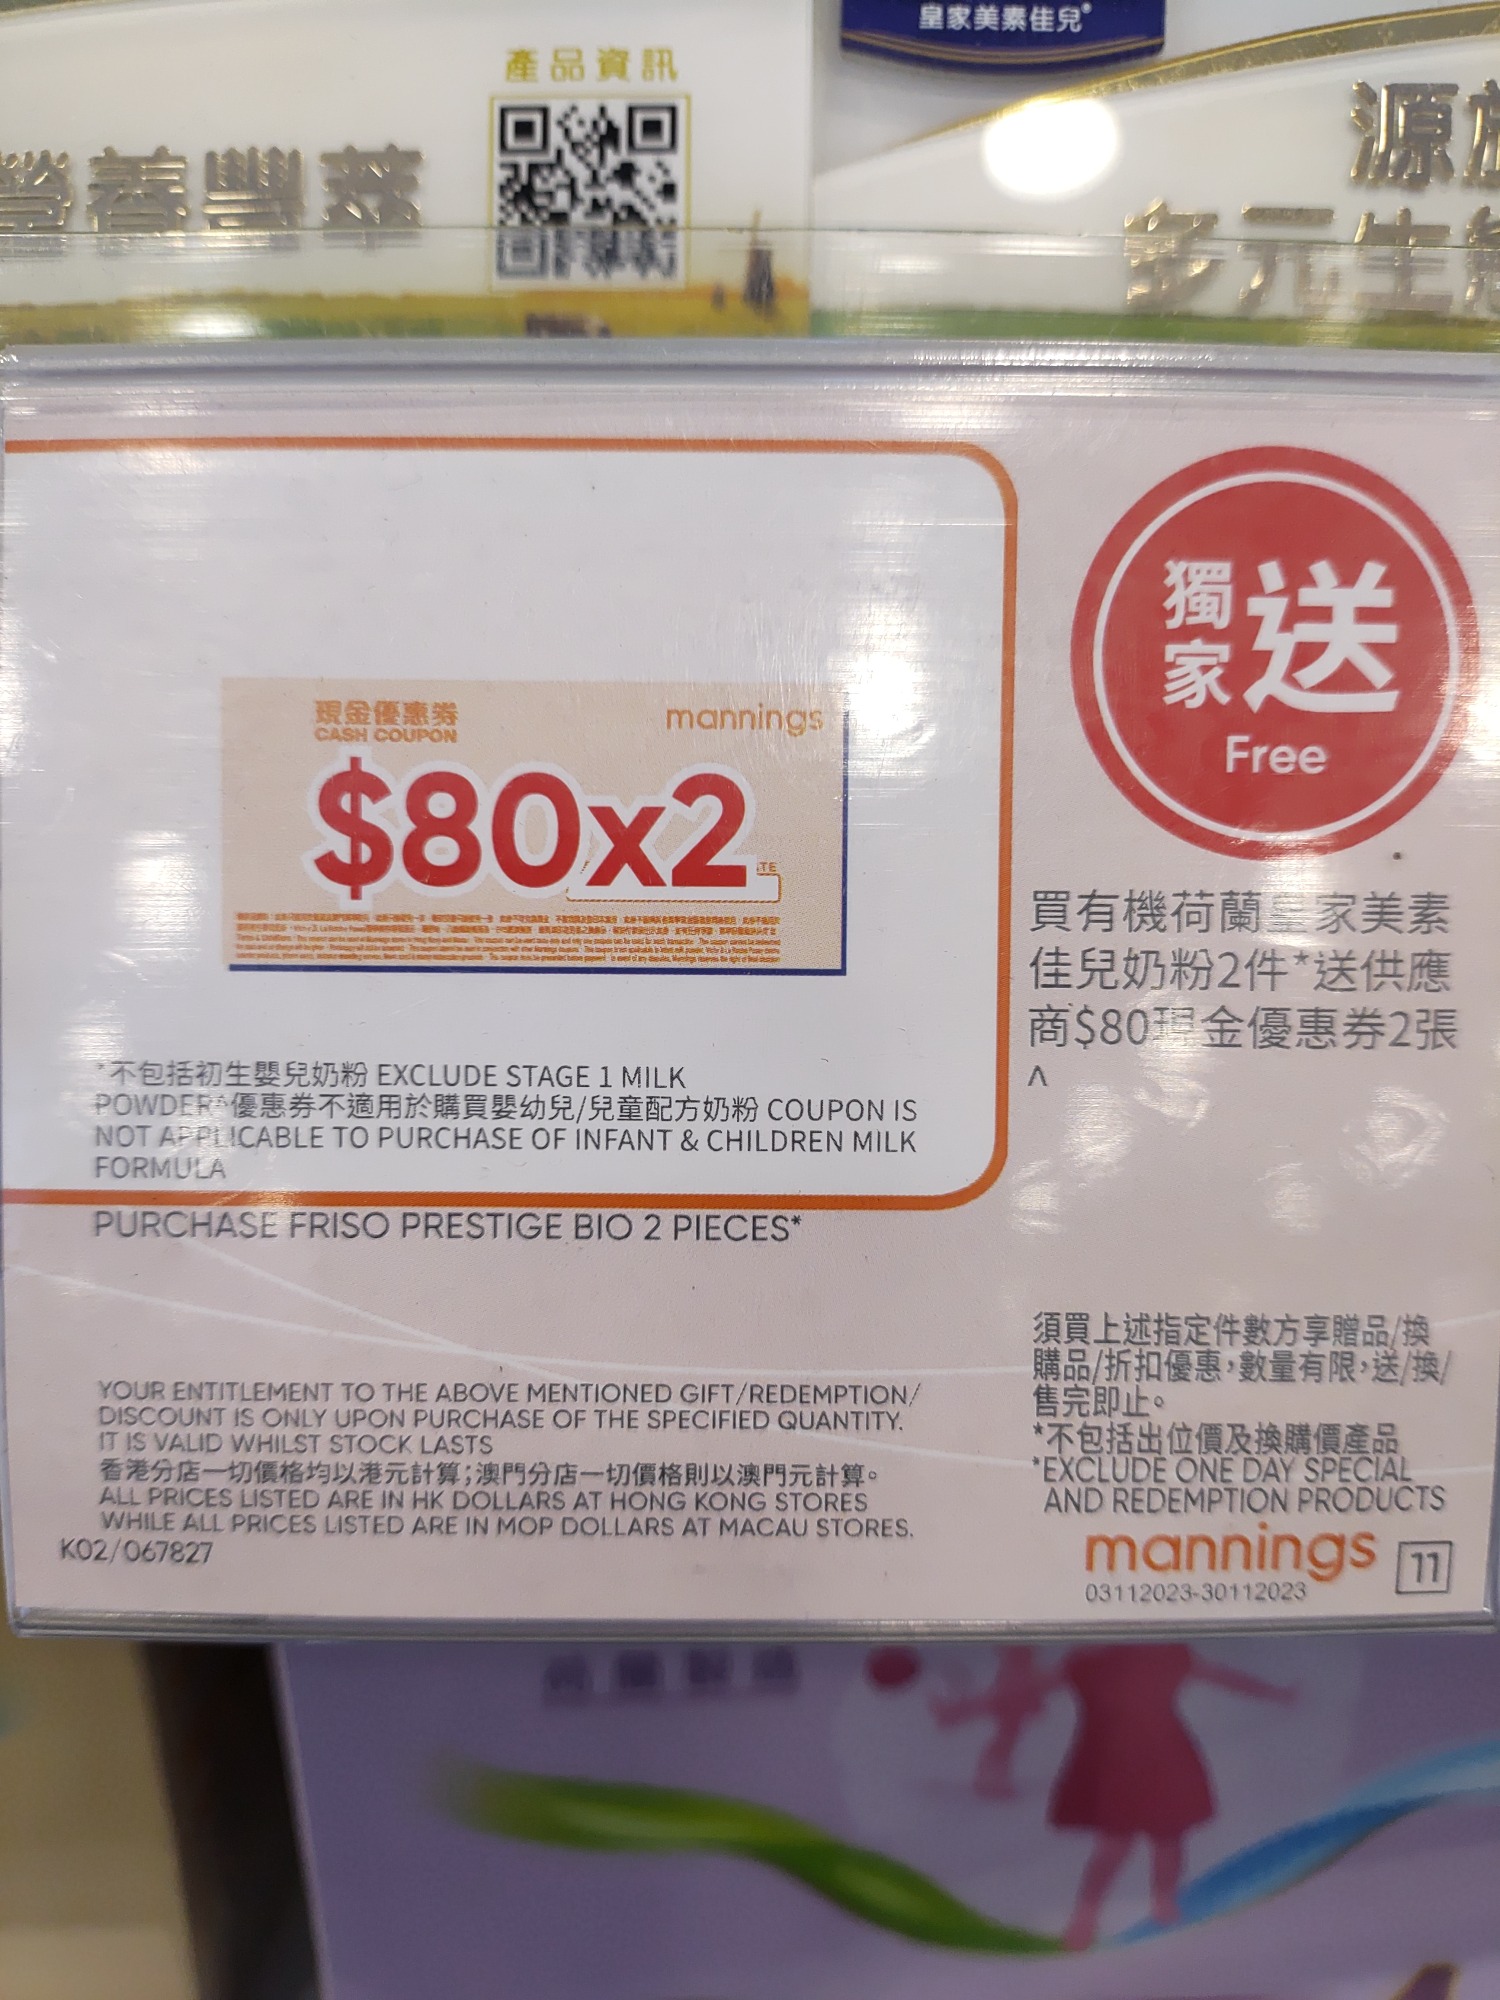 皇家美素佳兒®
產品資訊
營養豐萃
源
多元生
現金優惠券
CASH COUPON
mannings
$80x2
獨家送
Free
買有機荷蘭皇家美素
佳兒奶粉2件*送供應
商$80現金優惠券2張
^
*不包括初生嬰兒奶粉 EXCLUDE STAGE 1 MILK
POWDER^優惠券不適用於購買嬰幼兒/兒童配方奶粉 COUPON IS
NOT APPLICABLE TO PURCHASE OF INFANT & CHILDREN MILK
FORMULA
PURCHASE FRISO PRESTIGE BIO 2 PIECES*
YOUR ENTITLEMENT TO THE ABOVE MENTIONED GIFT/REDEMPTION/
DISCOUNT IS ONLY UPON PURCHASE OF THE SPECIFIED QUANTITY.
IT IS VALID WHILST STOCK LASTS
香港分店一切價格均以港元計算;澳門分店一切價格則以澳門元計算。
ALL PRICES LISTED ARE IN HK DOLLARS AT HONG KONG STORES
WHILE ALL PRICES LISTED ARE IN MOP DOLLARS AT MACAU STORES.
K02/067827
須買上述指定件數方享贈品/換
購品/折扣優惠,數量有限,送/換/
售完即止。
*不包括出位價及換購價產品
*EXCLUDE ONE DAY SPECIAL
AND REDEMPTION PRODUCTS
mannings
11
03112023-30112023